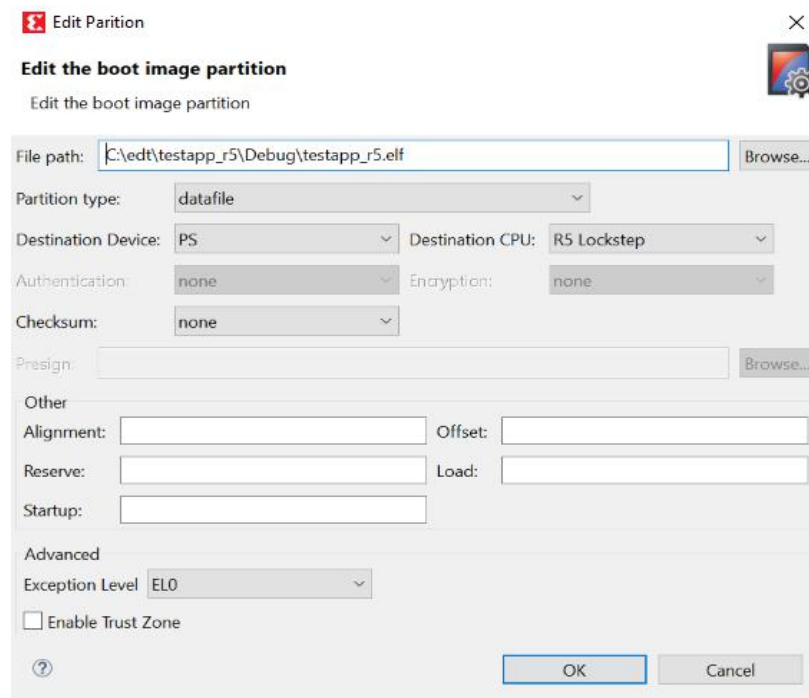 Edit Parition
Edit the boot image partition
Edit the boot image partition
File path: C:\edt\testapp_r5\Debug\testapp_r5.elf Browse...
Partition type: datafile
Destination Device: PS Destination CPU: R5 Lockstep
Authentication: none Encryption: none
Checksum: none
Presign: Browse...
Other
Alignment: Offset:
Reserve: Load:
Startup:
Advanced
Exception Level EL0
Enable Trust Zone
? OK Cancel